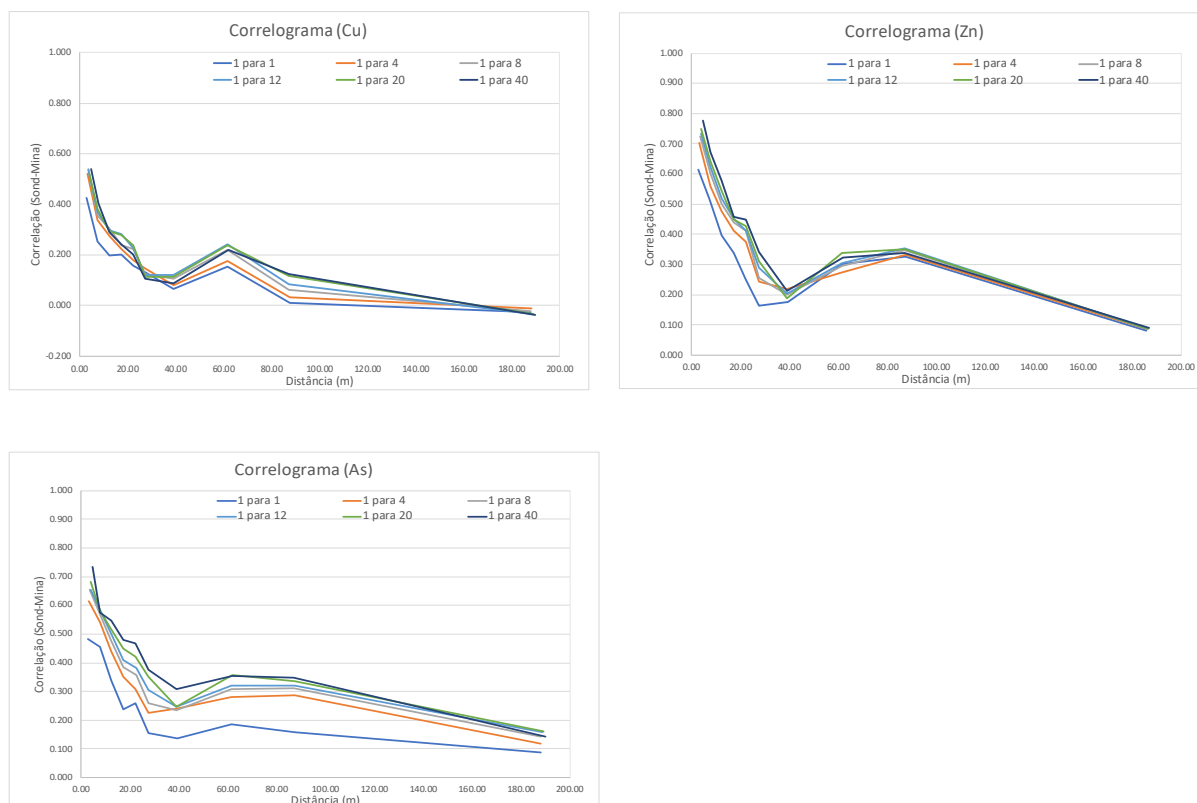 Correlograma (Cu)
1 para 1 1 para 4 1 para 8
1 para 12 1 para 20 1 para 40
Correlação (Sond-Mina)
1.000
0.800
0.600
0.400
0.200
0.000
-0.200
0.00 20.00 40.00 60.00 80.00 100.00 120.00 140.00 160.00 180.00 200.00
Distância (m)
Correlograma (Zn)
1 para 1 1 para 4 1 para 8
1 para 12 1 para 20 1 para 40
Correlação (Sond-Mina)
1.000
0.900
0.800
0.700
0.600
0.500
0.400
0.300
0.200
0.100
0.000
0.00 20.00 40.00 60.00 80.00 100.00 120.00 140.00 160.00 180.00 200.00
Distância (m)
Correlograma (As)
1 para 1 1 para 4 1 para 8
1 para 12 1 para 20 1 para 40
Correlação (Sond-Mina)
1.000
0.900
0.800
0.700
0.600
0.500
0.400
0.300
0.200
0.100
0.000
0.00 20.00 40.00 60.00 80.00 100.00 120.00 140.00 160.00 180.00 200.00
Distância (m)